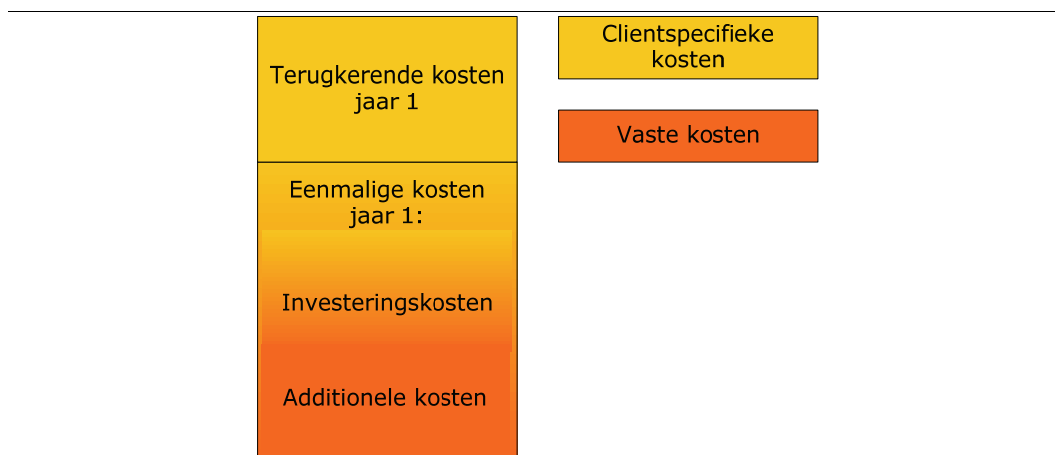 Terugkerende kosten
jaar 1
Eenmalige kosten
jaar 1:
Investeringskosten
Additionele kosten
Clientspecifieke
kosten
Vaste kosten